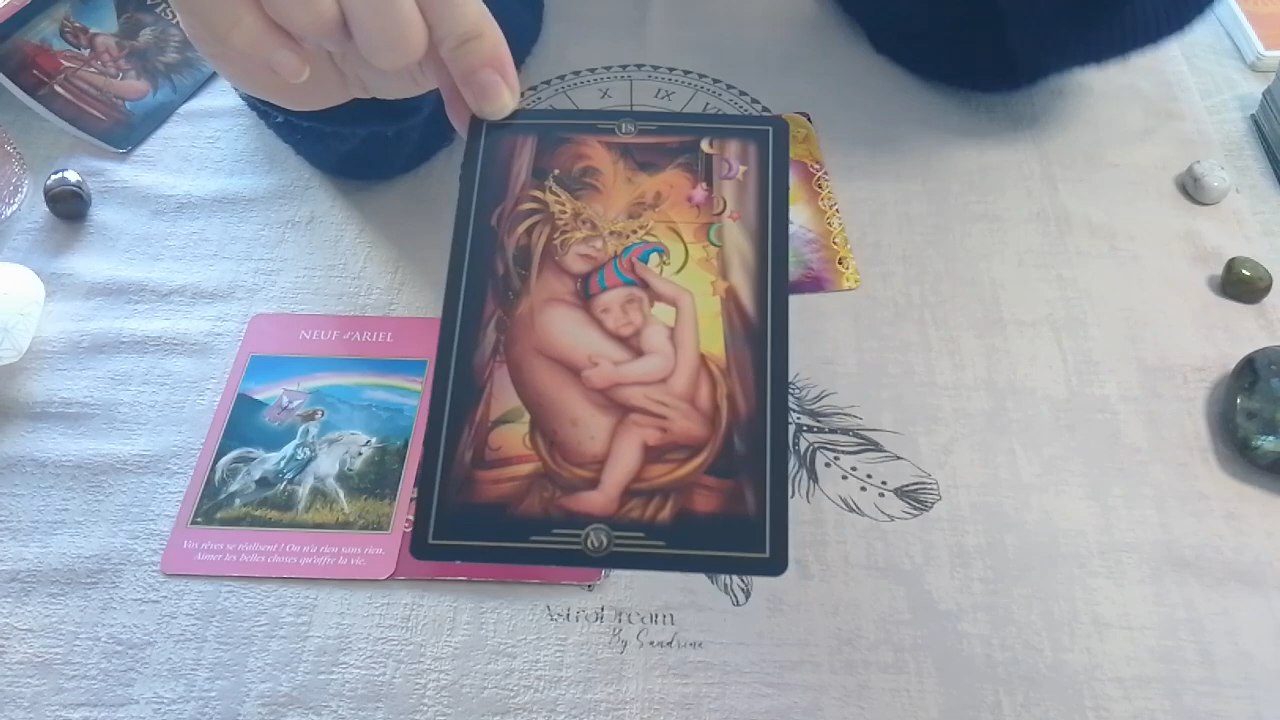 VIS
X
IX
18
NEUF d'ARIEL
Vos rêves se réalisent ! On n'a rien sans rien.
Aimer les belles choses qu'offre la vie.
AstroDream
By Sandrine